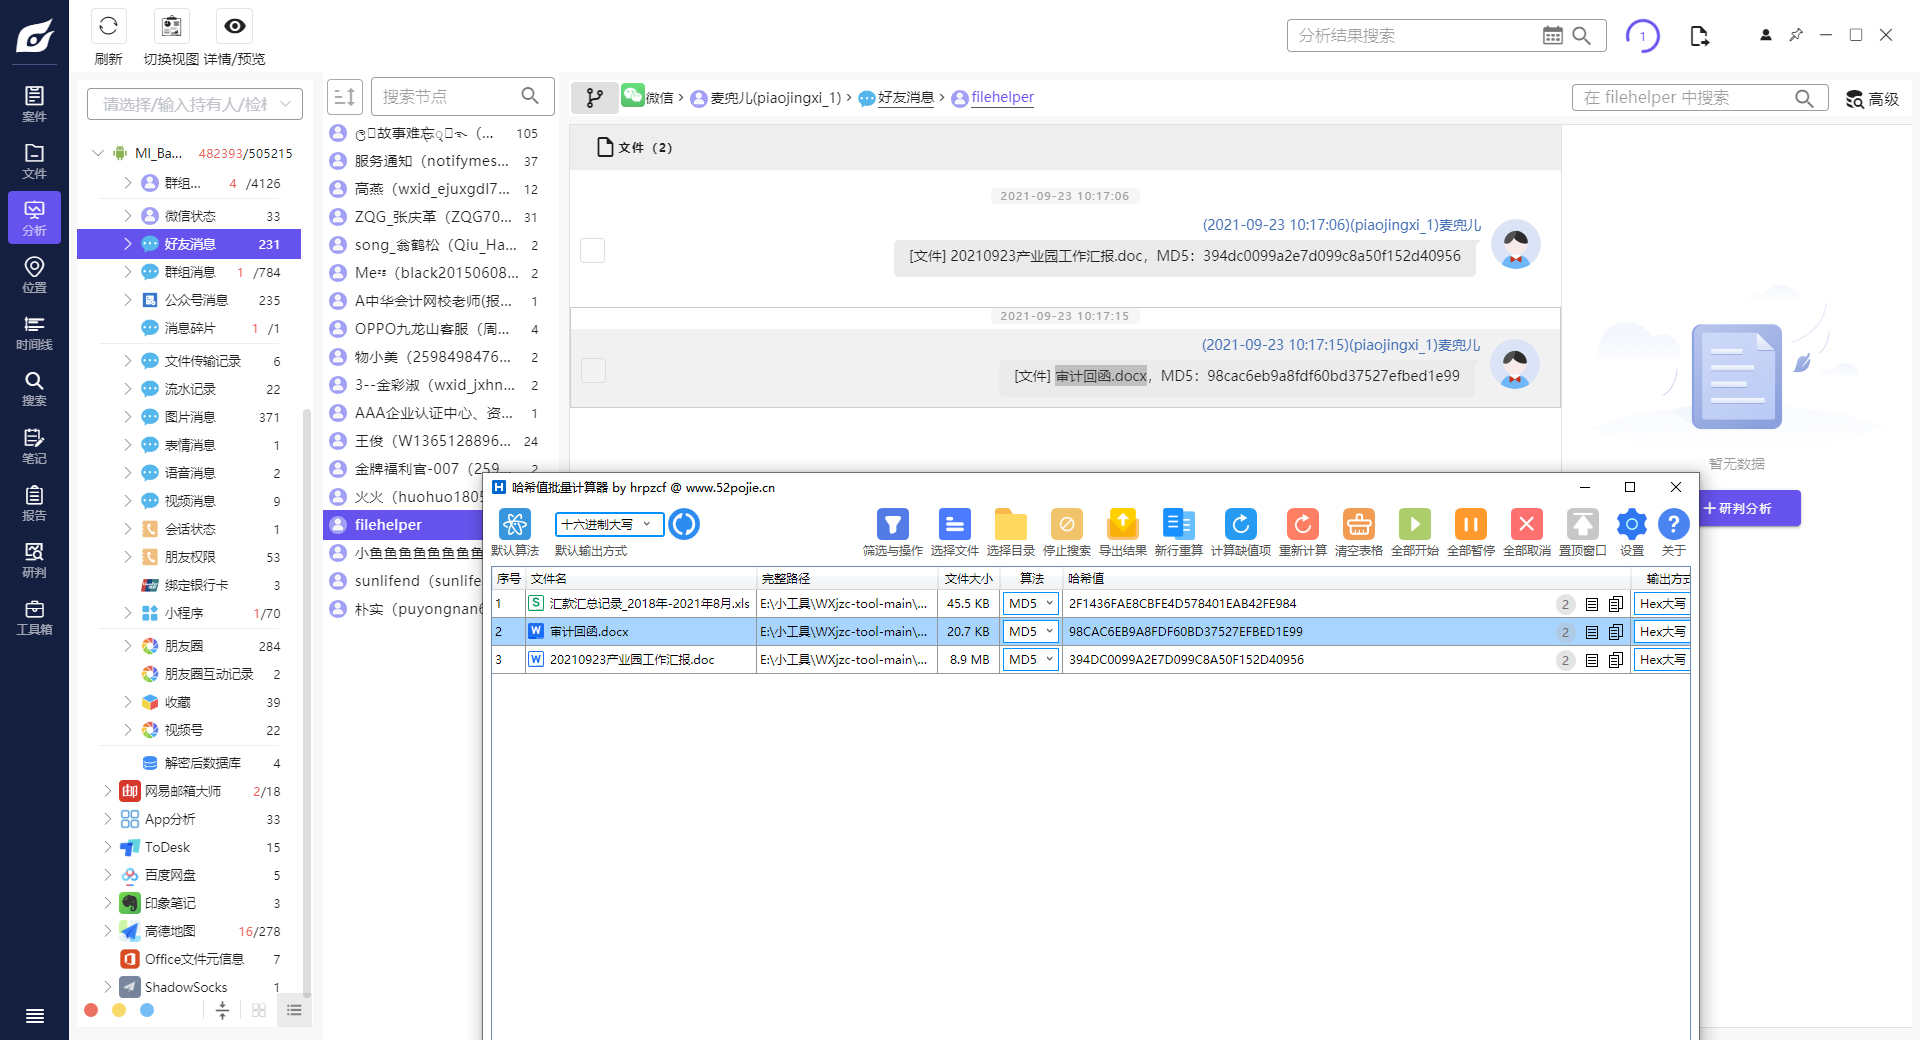 刷新
切换视图
详情/预览
分析结果搜索
1
案件
文件
分析
位置
时间线
搜索
笔记
报告
研判
工具箱
请选择/输入持有人/检
MI_Ba... 482393/505215
群组... 4 /4126
微信状态 33
好友消息 231
群组消息 1 /784
公众号消息 235
消息碎片 1 /1
文件传输记录 6
流水记录 22
图片消息 371
表情消息 1
语音消息 2
视频消息 9
会话状态 1
朋友权限 53
绑定银行卡 3
小程序 1/70
朋友圈 284
朋友圈互动记录 2
收藏 39
视频号 22
解密后数据库 4
网易邮箱大师 2/18
App分析 33
ToDesk 15
百度网盘 5
印象笔记 3
高德地图 16/278
Office文件元信息 7
ShadowSocks 1
搜索节点
故事难忘 (... 105
服务通知（notifymes... 37
高燕（wxid_ejuxgdl7... 12
ZQG_张庆革（ZQG70... 31
song_翁鹤松（Qiu_Ha... 2
Me（black20150608... 2
A中华会计网校老师(报... 1
OPPO九龙山客服（周... 4
物小美（2598498476... 2
3--金彩淑（wxid_jxhn... 2
AAA企业认证中心、资... 1
王俊（W1365128896... 24
金牌福利官-007（259... 2
火火（huohuo1805
filehelper
小鱼鱼鱼鱼鱼鱼鱼鱼
sunlifend（sunlife
朴实（puyongnan6
微信 > 麦兜儿(piaojingxi_1) > 好友消息 > filehelper
在 filehelper 中搜索
高级
文件（2）
2021-09-23 10:17:06
(2021-09-23 10:17:06)(piaojingxi_1)麦兜儿
[文件] 20210923产业园工作汇报.doc，MD5：394dc0099a2e7d099c8a50f152d40956
2021-09-23 10:17:15
(2021-09-23 10:17:15)(piaojingxi_1)麦兜儿
[文件] 审计回函.docx，MD5：98cac6eb9a8fdf60bd37527efbed1e99
暂无数据
+研判分析
哈希值批量计算器 by hrpzcf @ www.52pojie.cn
默认算法
十六进制大写
默认输出方式
筛选与操作 选择文件 选择目录 停止搜索 导出结果 新行重算 计算缺值项 重新计算 清空表格 全部开始 全部暂停 全部取消 置顶窗口 设置 关于
序号 文件名 完整路径 文件大小 算法 哈希值 输出方式
1 汇款汇总记录_2018年-2021年8月.xls E:\小工具\WXjzc-tool-main\... 45.5 KB MD5 2F1436FAE8CBFE4D578401EAB42FE984 2 Hex大写
2 审计回函.docx E:\小工具\WXjzc-tool-main\... 20.7 KB MD5 98CAC6EB9A8FDF60BD37527EFBED1E99 2 Hex大写
3 20210923产业园工作汇报.doc E:\小工具\WXjzc-tool-main\... 8.9 MB MD5 394DC0099A2E7D099C8A50F152D40956 2 Hex大写